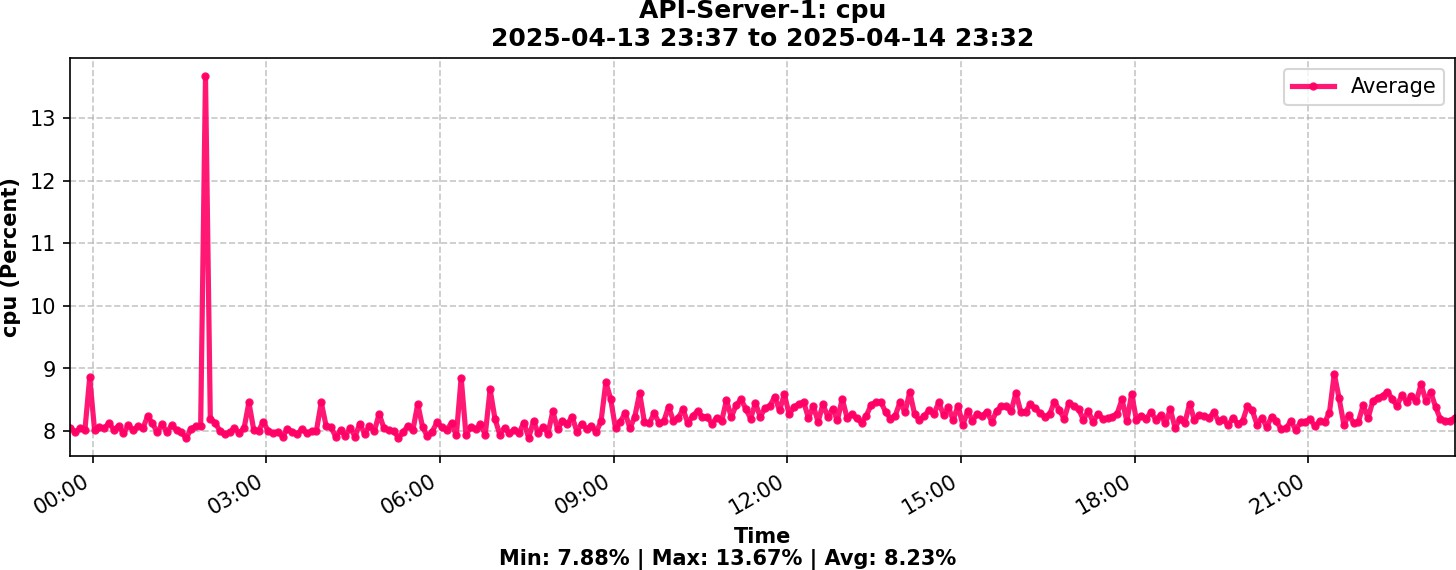 API-Server-1: cpu
2025-04-13 23:37 to 2025-04-14 23:32
Average
cpu (Percent)
13
12
11
10
9
8
00:00 03:00 06:00 09:00 12:00 15:00 18:00 21:00
Time
Min: 7.88% | Max: 13.67% | Avg: 8.23%